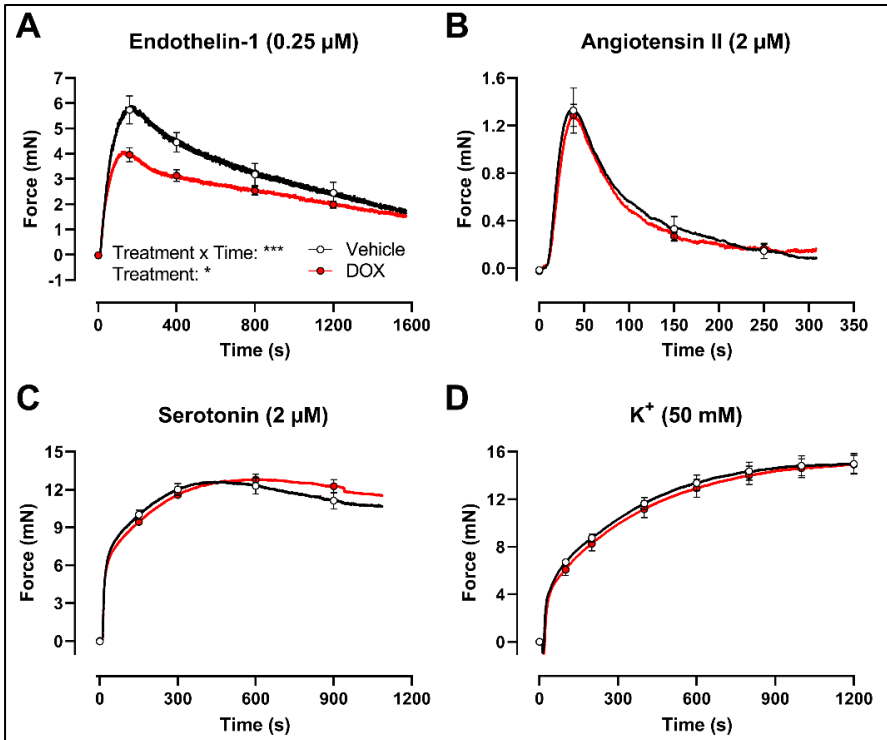 A
Endothelin-1 (0.25 µM)
7
6
5
4
3
2
1
0
-1
Force (mN)
Treatment x Time: ***
Treatment: *
Vehicle
DOX
0 400 800 1200 1600
Time (s)
B
Angiotensin II (2 µM)
1.6
1.2
0.8
0.4
0.0
Force (mN)
0 50 100 150 200 250 300 350
Time (s)
C
Serotonin (2 µM)
15
12
9
6
3
0
Force (mN)
0 300 600 900 1200
Time (s)
D
K⁺ (50 mM)
16
12
8
4
0
Force (mN)
0 200 400 600 800 1000 1200
Time (s)